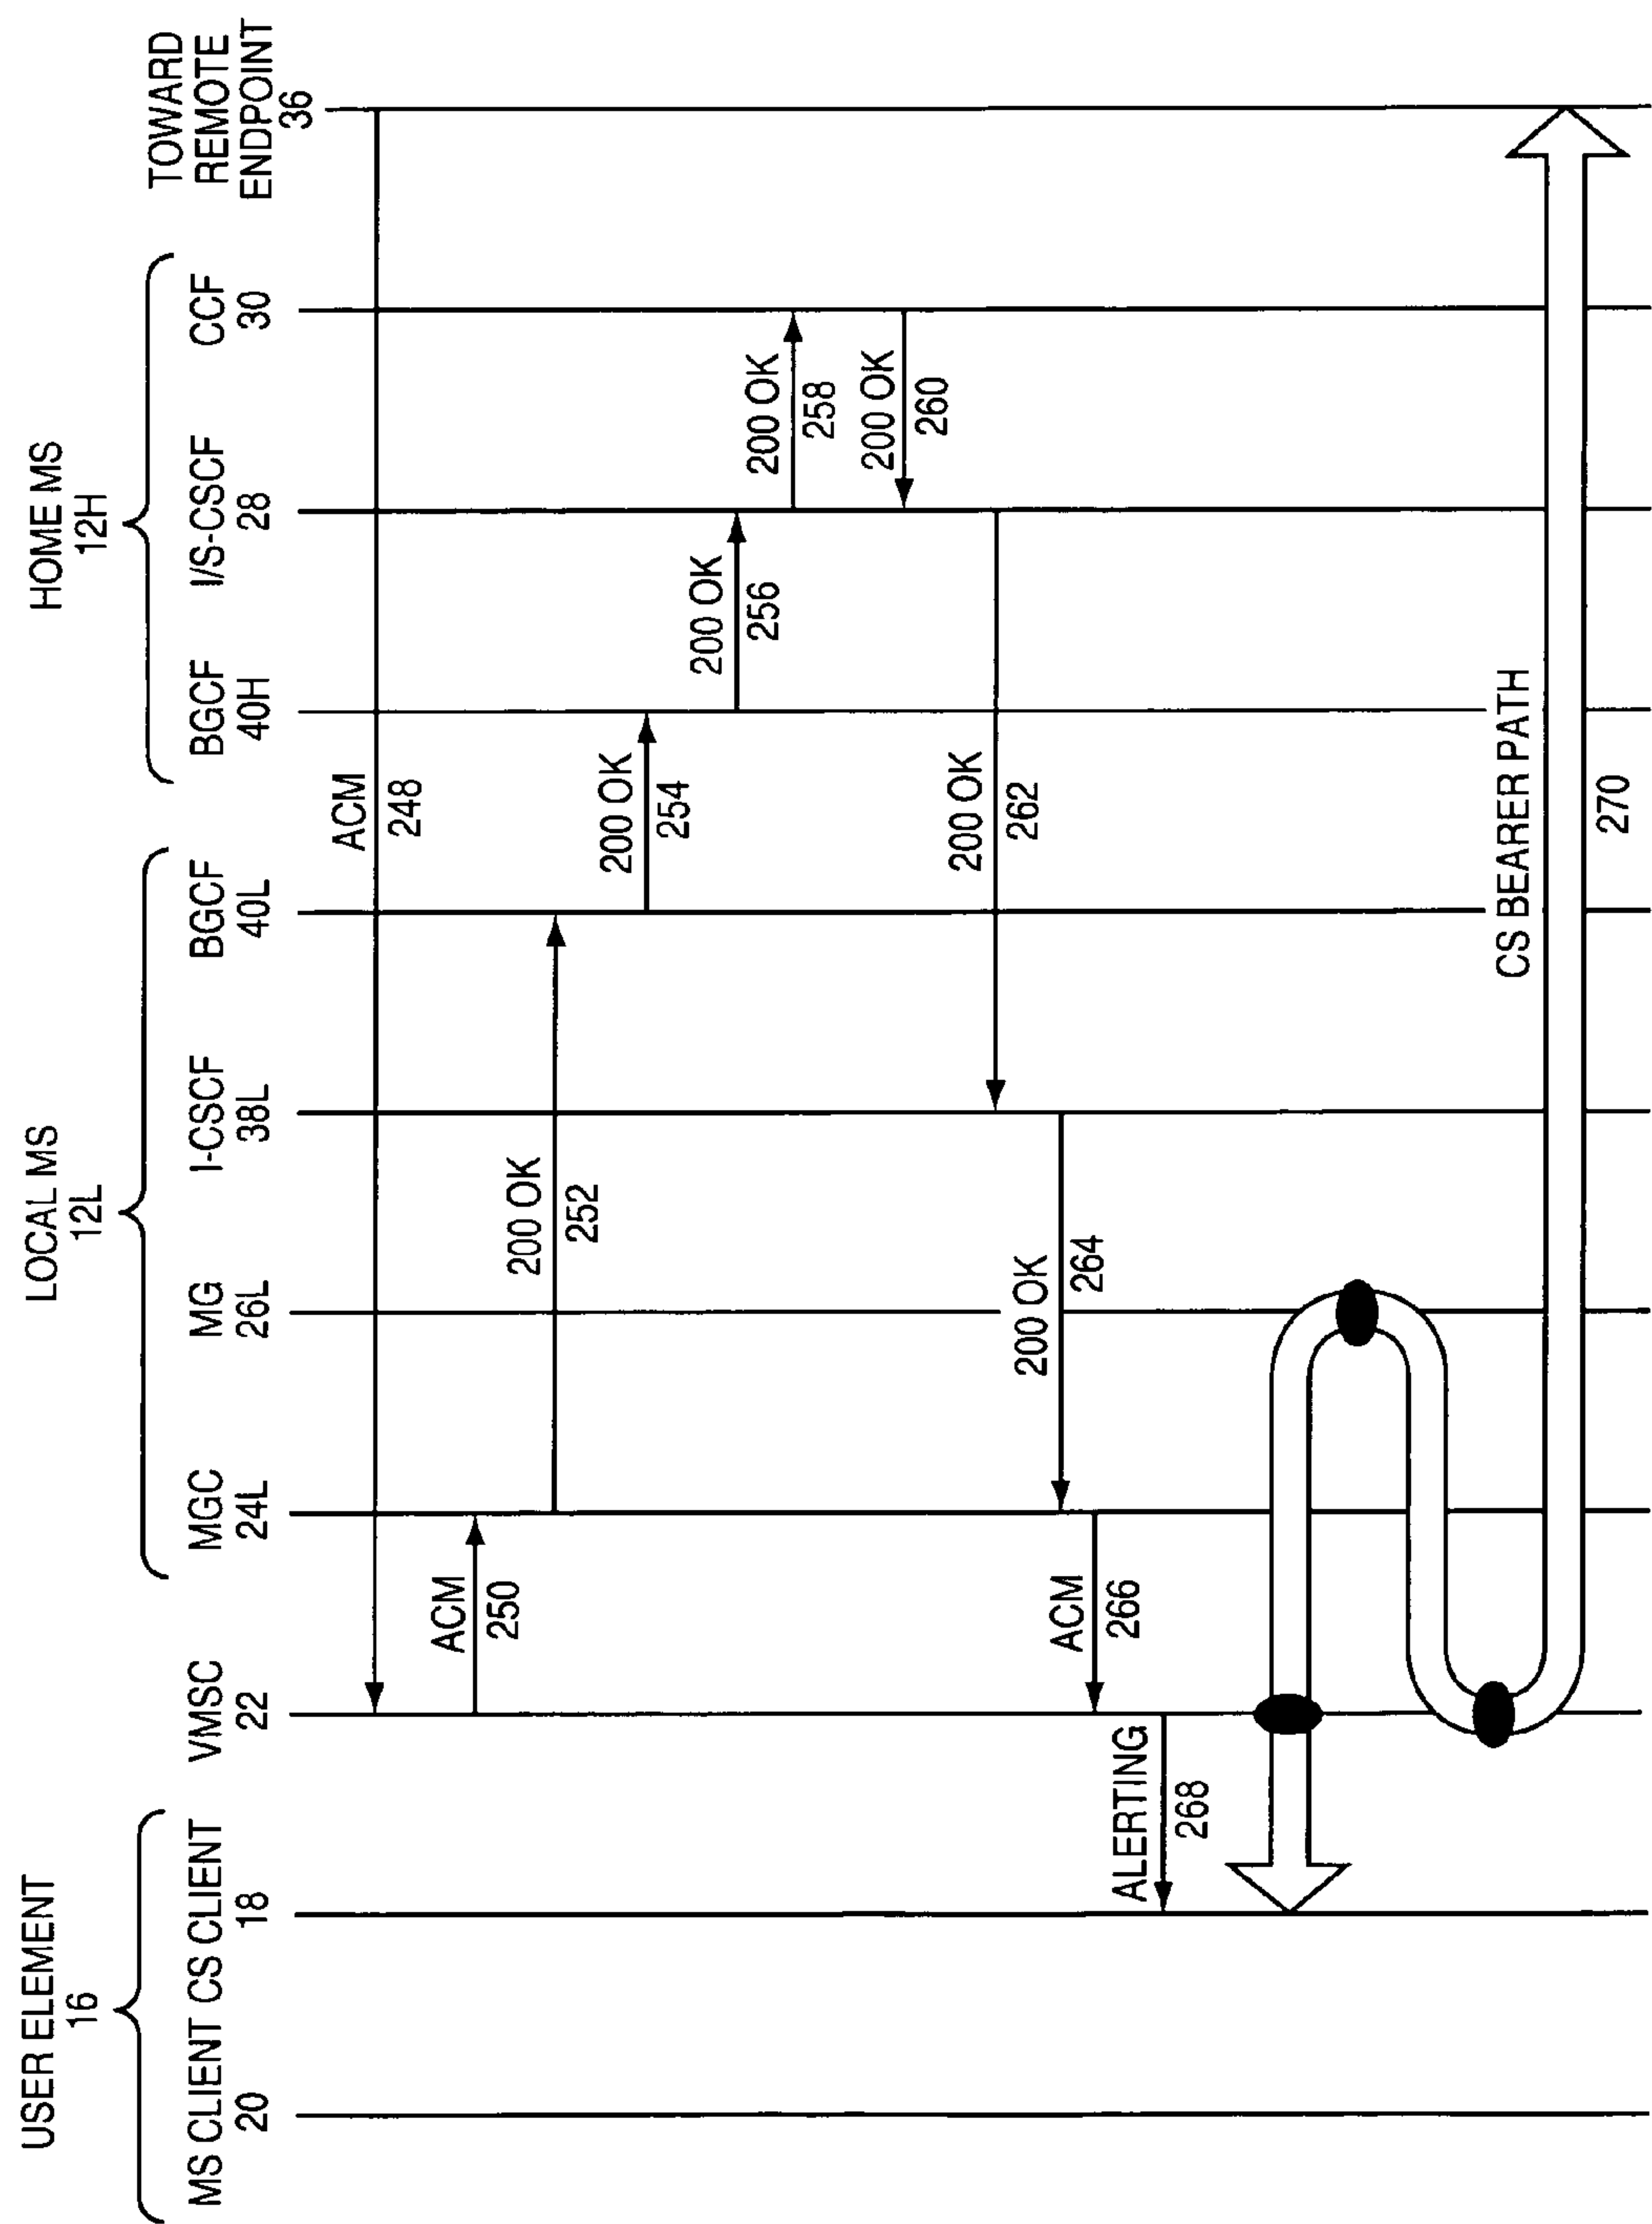 USER ELEMENT
16
LOCAL MS
12L
HOME MS
12H
MS CLIENT
20
CS CLIENT
18
VMSC
22
MGC
24L
MG
26L
I-CSCF
38L
BGCF
40L
BGCF
40H
I/S-CSCF
28
CCF
30
TOWARD
REMOTE
ENDPOINT
36
ACM
248
ACM
250
200 OK
252
200 OK
254
200 OK
256
200 OK
258
200 OK
260
200 OK
262
200 OK
264
ACM
266
ALERTING
268
CS BEARER PATH
270